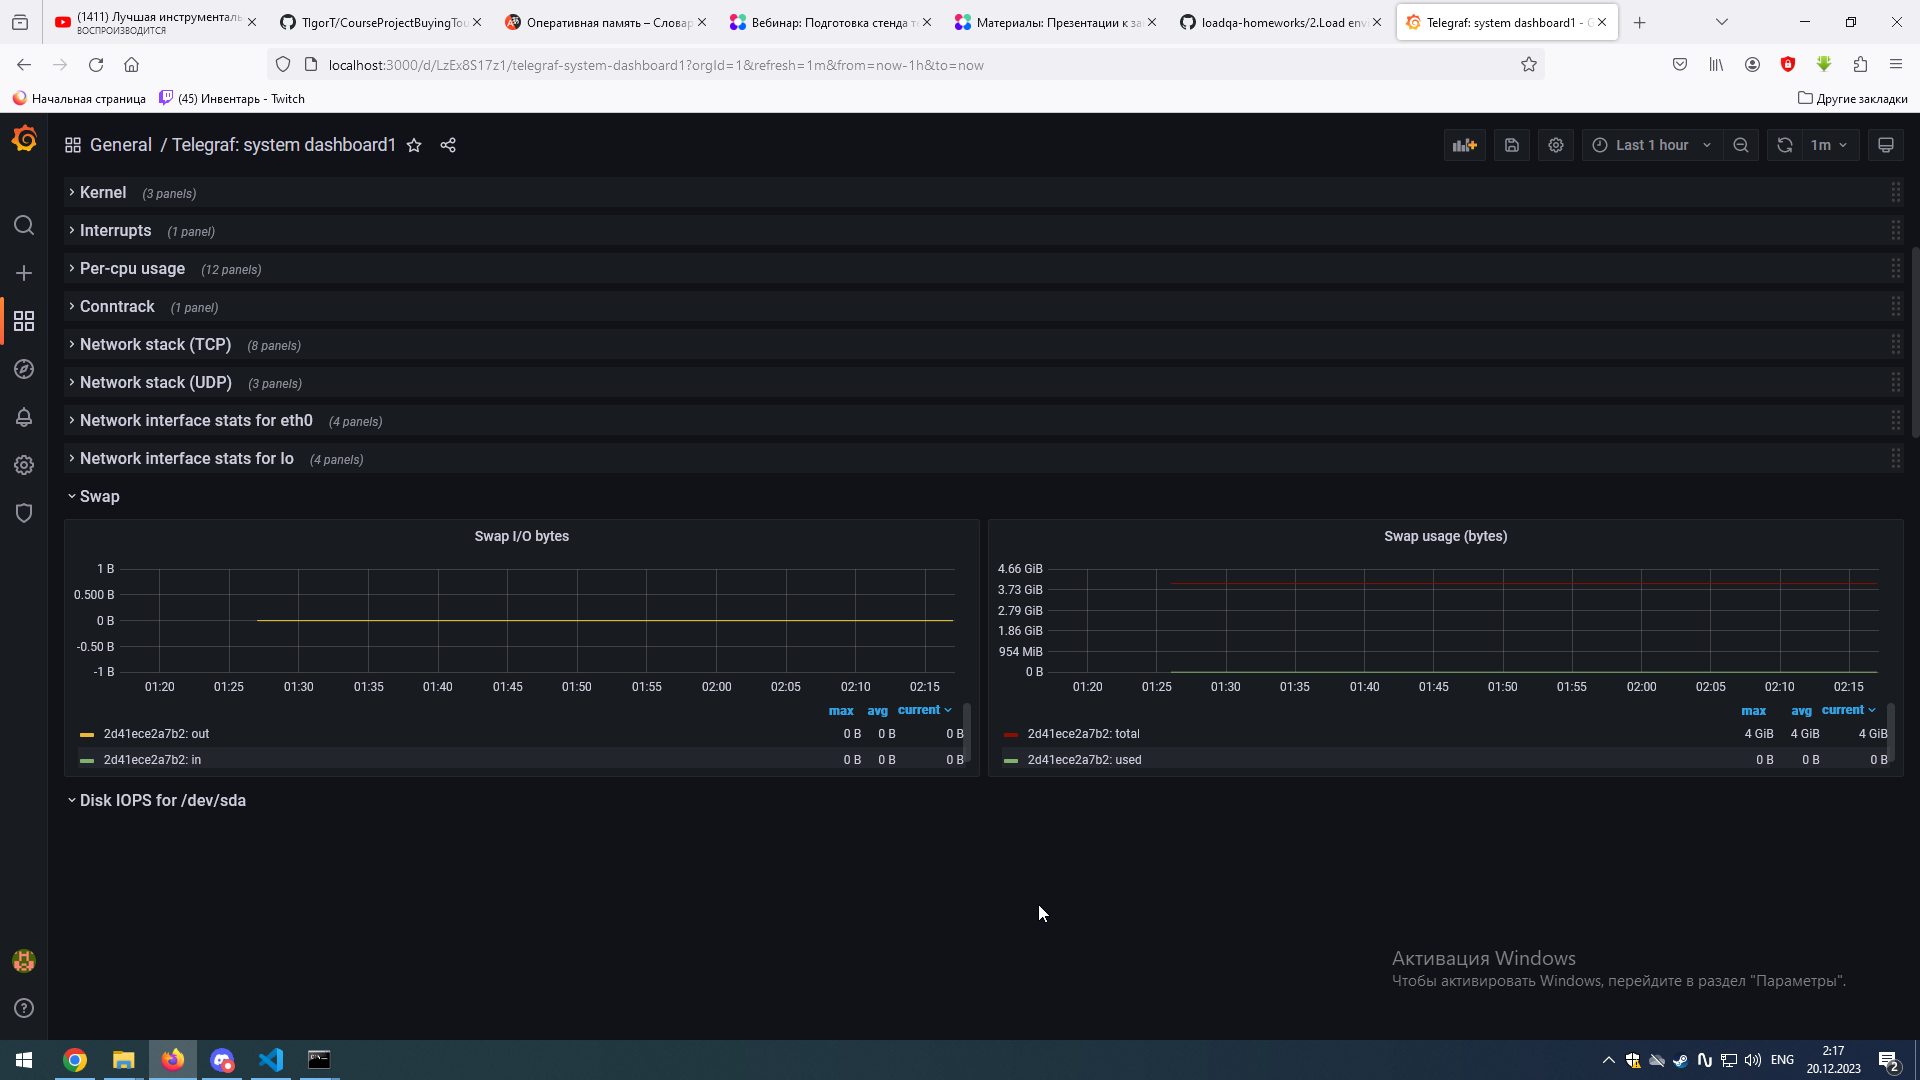 (1411) Лучшая инструменталь
ВОСПРОИЗВОДИТСЯ
TIgorT/CourseProjectBuyingTou
Оперативная память – Словар
Вебинар: Подготовка стенда т
Материалы: Презентации к за
loadqa-homeworks/2.Load env
Telegraf: system dashboard1 - G
localhost:3000/d/LzEx8S17z1/telegraf-system-dashboard1?orgId=1&refresh=1m&from=now-1h&to=now
Начальная страница
(45) Инвентарь - Twitch
Другие закладки
General / Telegraf: system dashboard1
Last 1 hour
1m
Kernel (3 panels)
Interrupts (1 panel)
Per-cpu usage (12 panels)
Conntrack (1 panel)
Network stack (TCP) (8 panels)
Network stack (UDP) (3 panels)
Network interface stats for eth0 (4 panels)
Network interface stats for lo (4 panels)
Swap
Swap I/O bytes
1 B
0.500 B
0 B
-0.50 B
-1 B
01:20 01:25 01:30 01:35 01:40 01:45 01:50 01:55 02:00 02:05 02:10 02:15
max avg current
2d41ece2a7b2: out 0 B 0 B 0 B
2d41ece2a7b2: in 0 B 0 B 0 B
Swap usage (bytes)
4.66 GiB
3.73 GiB
2.79 GiB
1.86 GiB
954 MiB
0 B
01:20 01:25 01:30 01:35 01:40 01:45 01:50 01:55 02:00 02:05 02:10 02:15
max avg current
2d41ece2a7b2: total 4 GiB 4 GiB 4 GiB
2d41ece2a7b2: used 0 B 0 B 0 B
Disk IOPS for /dev/sda
Активация Windows
Чтобы активировать Windows, перейдите в раздел "Параметры".
ENG
2:17
20.12.2023
2